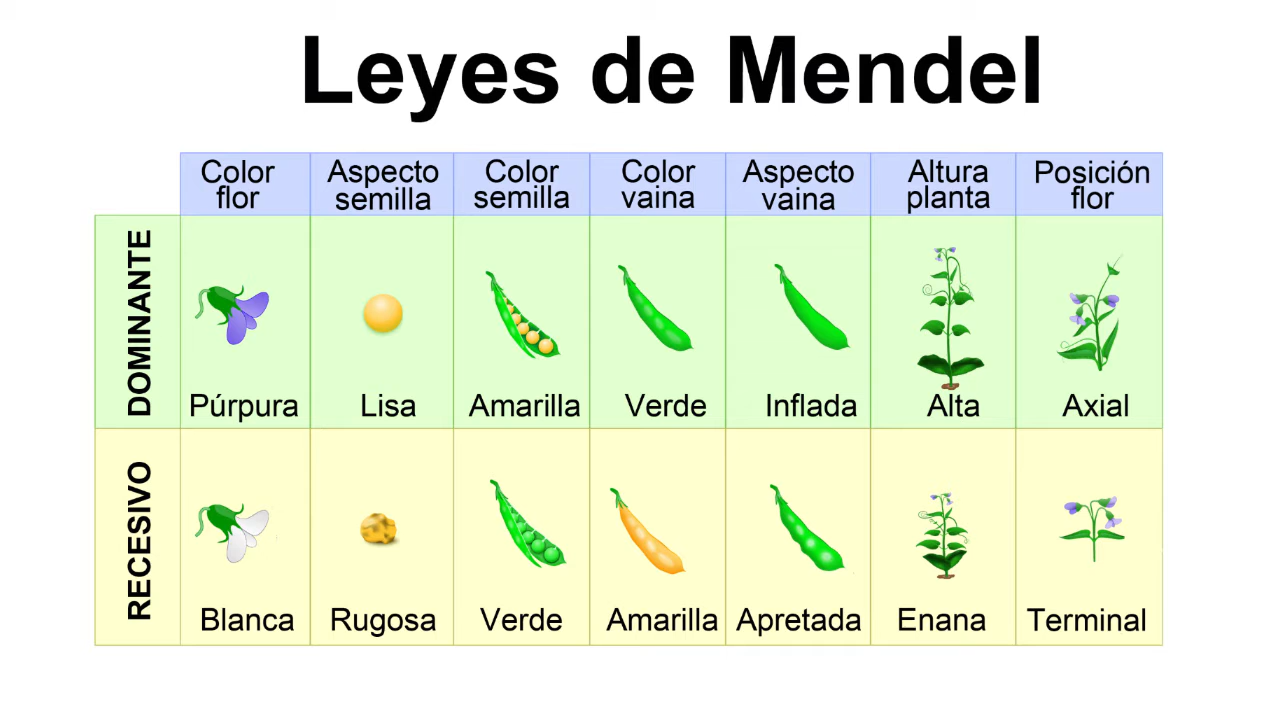 Leyes de Mendel
Color
flor
Aspecto
semilla
Color
semilla
Color
vaina
Aspecto
vaina
Altura
planta
Posición
flor
DOMINANTE
Púrpura
Lisa
Amarilla
Verde
Inflada
Alta
Axial
RECESIVO
Blanca
Rugosa
Verde
Amarilla
Apretada
Enana
Terminal